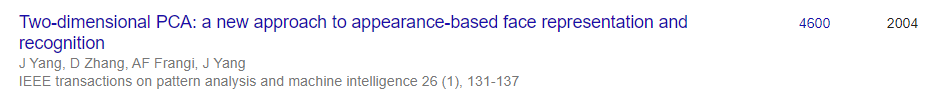 Two-dimensional PCA: a new approach to appearance-based face representation and 4600 2004
recognition
J Yang, D Zhang, AF Frangi, J Yang
IEEE transactions on pattern analysis and machine intelligence 26 (1), 131-137